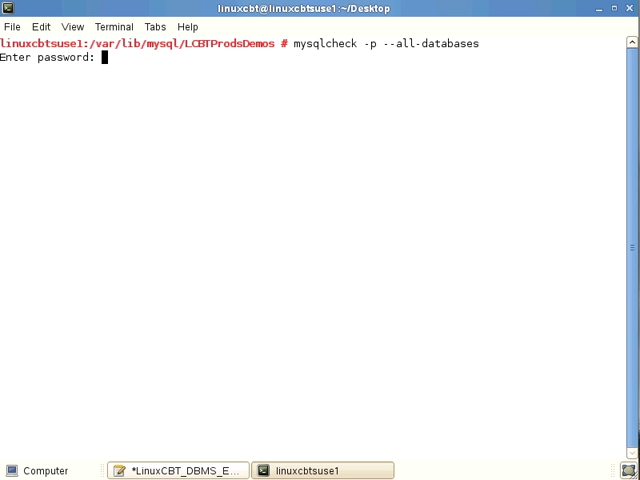 linuxcbt@linuxcbtsuse1:~/Desktop
File Edit View Terminal Tabs Help
linuxcbtsuse1:/var/lib/mysql/LCBTProdsDemos # mysqlcheck -p --all-databases
Enter password:
Computer *LinuxCBT_DBMS_E... linuxcbtsuse1